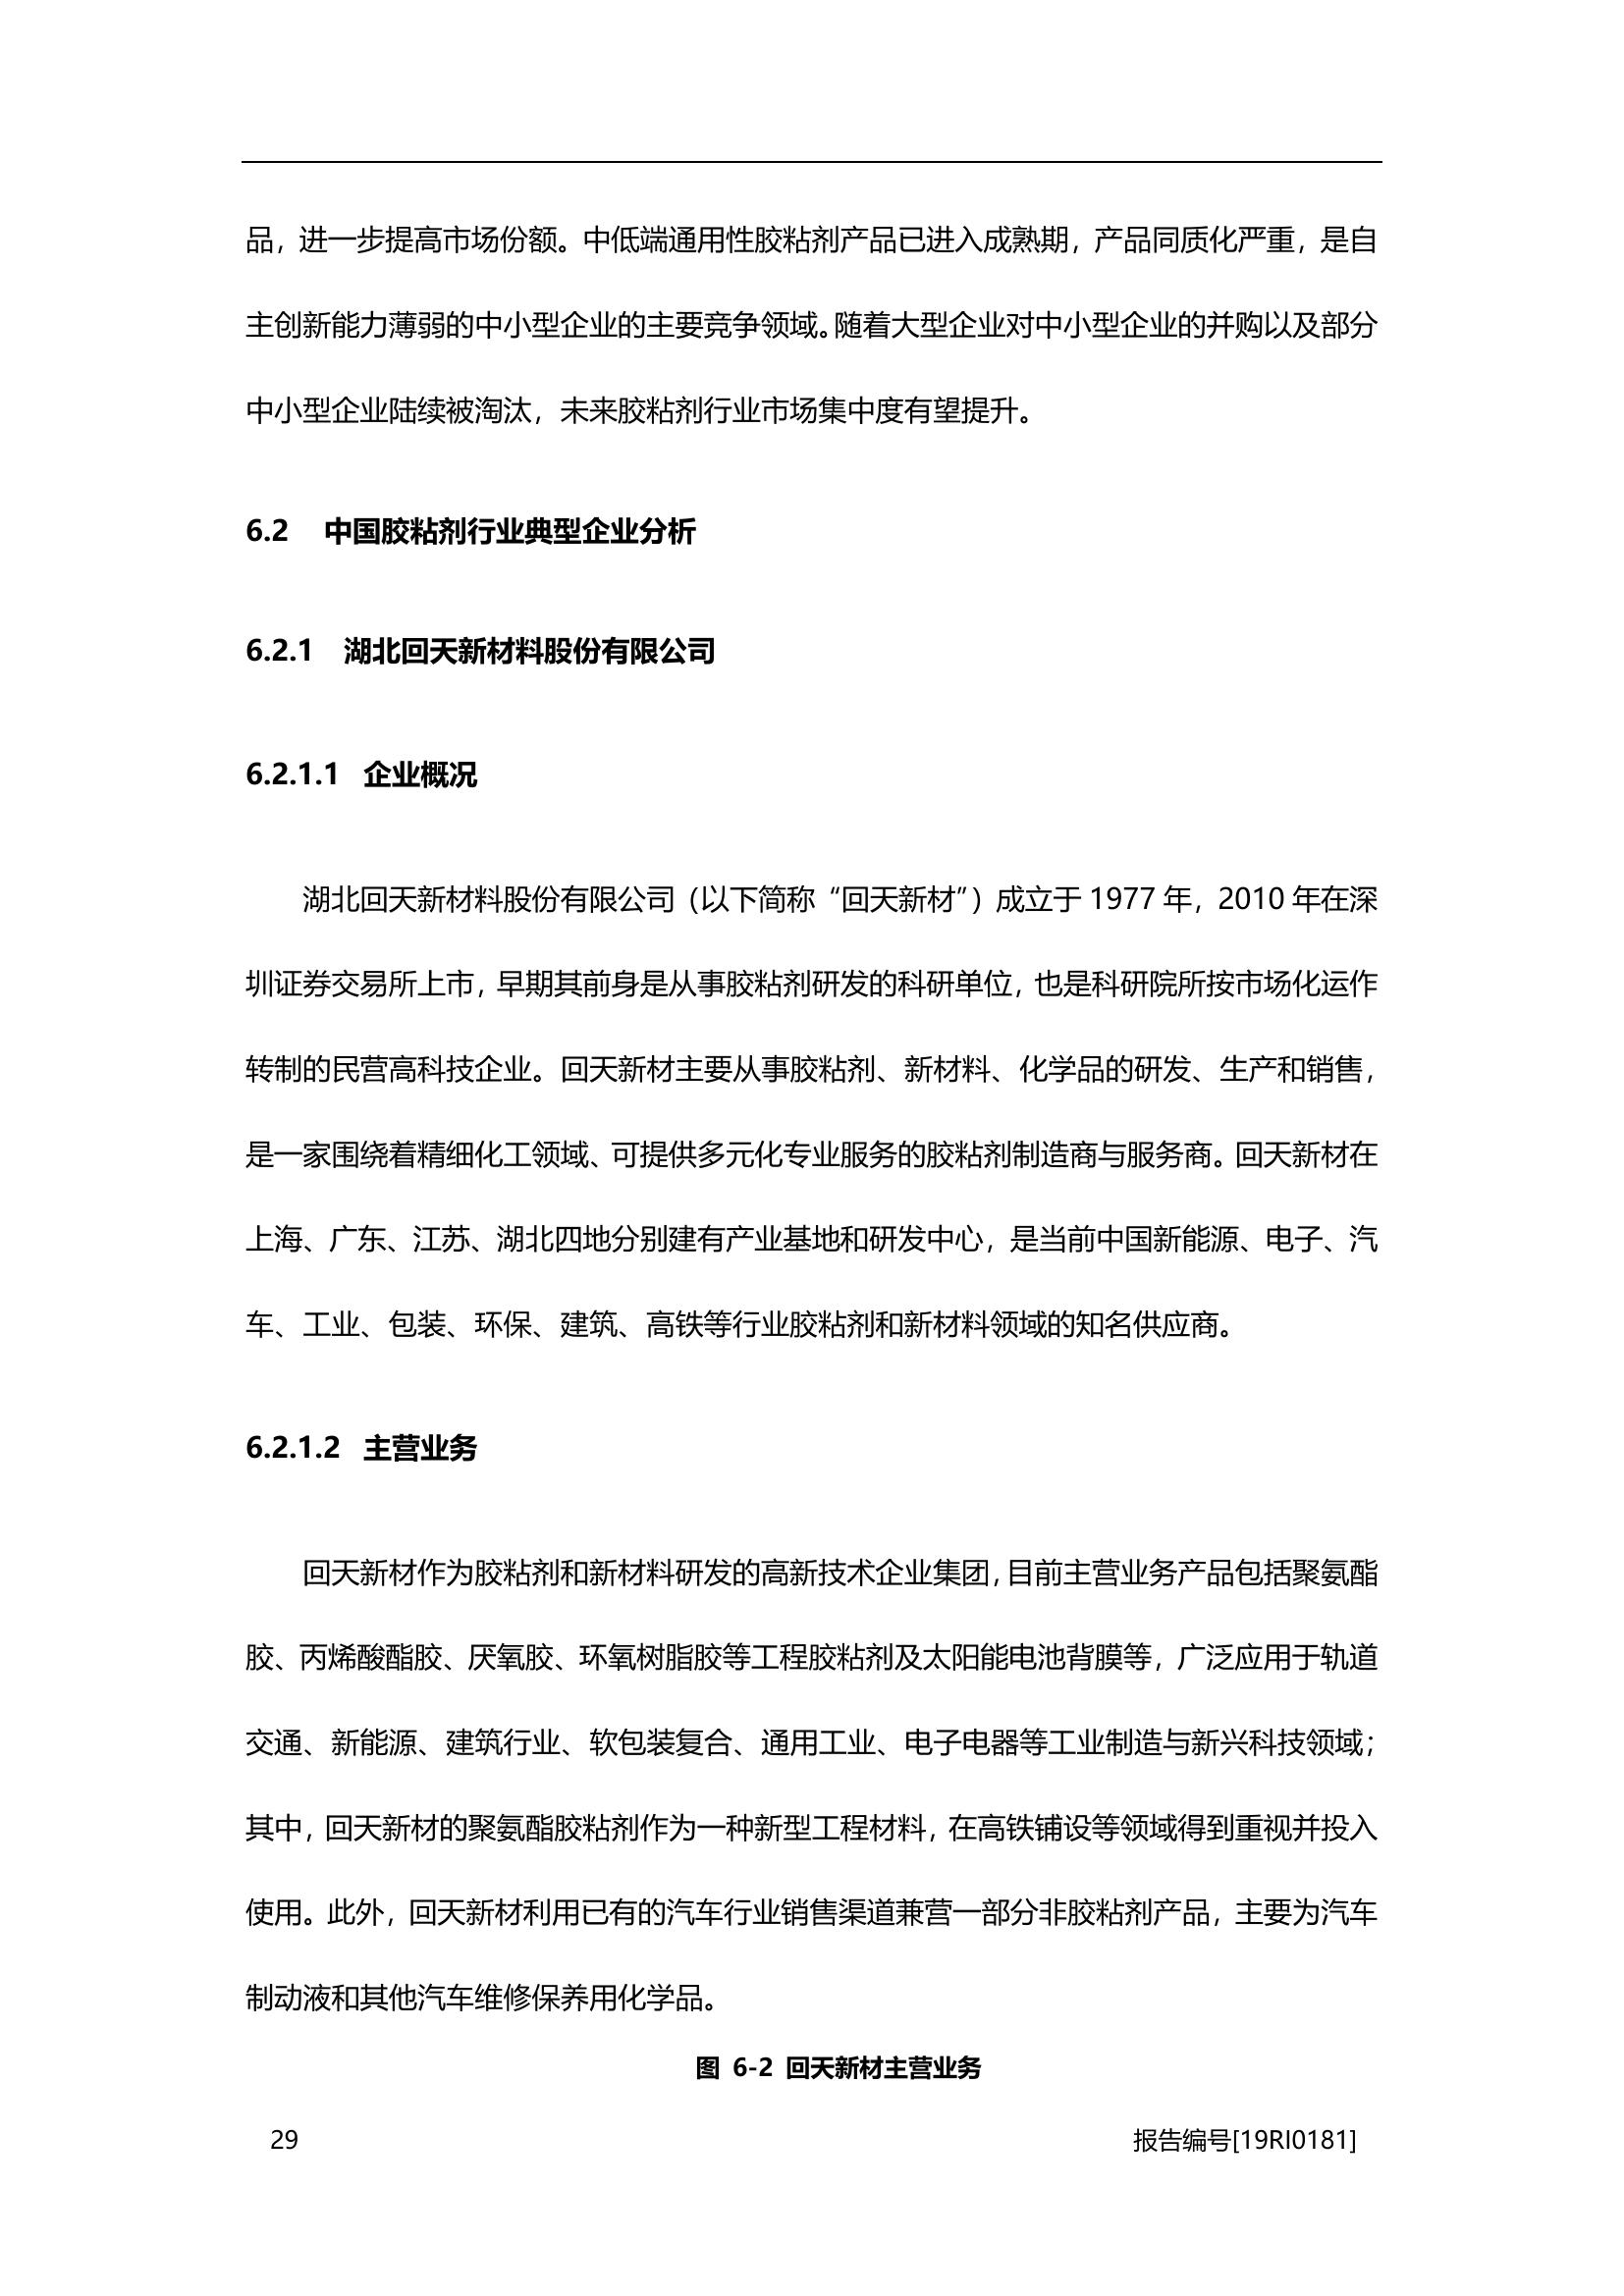 品，进一步提高市场份额。中低端通用性胶粘剂产品已进入成熟期，产品同质化严重，是自
主创新能力薄弱的中小型企业的主要竞争领域。随着大型企业对中小型企业的并购以及部分
中小型企业陆续被淘汰，未来胶粘剂行业市场集中度有望提升。
6.2 中国胶粘剂行业典型企业分析
6.2.1 湖北回天新材料股份有限公司
6.2.1.1 企业概况
湖北回天新材料股份有限公司（以下简称“回天新材”）成立于 1977 年，2010 年在深
圳证券交易所上市，早期其前身是从事胶粘剂研发的科研单位，也是科研院所按市场化运作
转制的民营高科技企业。回天新材主要从事胶粘剂、新材料、化学品的研发、生产和销售，
是一家围绕着精细化工领域、可提供多元化专业服务的胶粘剂制造商与服务商。回天新材在
上海、广东、江苏、湖北四地分别建有产业基地和研发中心，是当前中国新能源、电子、汽
车、工业、包装、环保、建筑、高铁等行业胶粘剂和新材料领域的知名供应商。
6.2.1.2 主营业务
回天新材作为胶粘剂和新材料研发的高新技术企业集团，目前主营业务产品包括聚氨酯
胶、丙烯酸酯胶、厌氧胶、环氧树脂胶等工程胶粘剂及太阳能电池背膜等，广泛应用于轨道
交通、新能源、建筑行业、软包装复合、通用工业、电子电器等工业制造与新兴科技领域；
其中，回天新材的聚氨酯胶粘剂作为一种新型工程材料，在高铁铺设等领域得到重视并投入
使用。此外，回天新材利用已有的汽车行业销售渠道兼营一部分非胶粘剂产品，主要为汽车
制动液和其他汽车维修保养用化学品。
图 6-2 回天新材主营业务
29 报告编号[19RI0181]